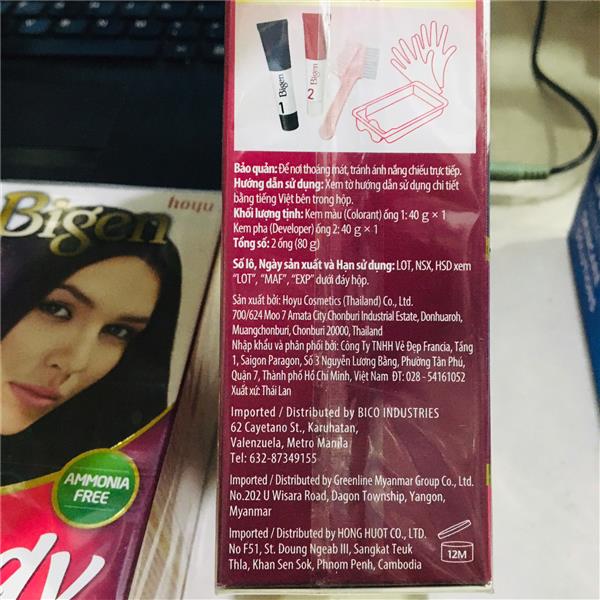 1
Bigen
2
Bigen
Bảo quản: Để nơi thoáng mát, tránh ánh nắng chiếu trực tiếp.
Hướng dẫn sử dụng: Xem tờ hướng dẫn sử dụng chi tiết
bằng tiếng Việt bên trong hộp.
Khối lượng tịnh: Kem màu (Colorant) ống 1: 40 g × 1
Kem pha (Developer) ống 2: 40 g × 1
Tổng số: 2 ống (80 g)
Số lô, Ngày sản xuất và Hạn sử dụng: LOT, NSX, HSD xem
"LOT", "MAF", "EXP" dưới đáy hộp.
Sản xuất bởi: Hoyu Cosmetics (Thailand) Co., Ltd.
700/624 Moo 7 Amata City Chonburi Industrial Estate, Donhuaroh,
Muangchonburi, Chonburi 20000, Thailand
Nhập khẩu và phân phối bởi: Công Ty TNHH Vẻ Đẹp Francia, Tầng
1, Saigon Paragon, Số 3 Nguyễn Lương Bằng, Phường Tân Phú,
Quận 7, Thành phố Hồ Chí Minh, Việt Nam ĐT: 028 - 54161052
Xuất xứ: Thái Lan
Imported / Distributed by BICO INDUSTRIES
62 Cayetano St., Karuhatan,
Valenzuela, Metro Manila
Tel: 632-87349155
Imported / Distributed by Greenline Myanmar Group Co., Ltd.
No.202 U Wisara Road, Dagon Township, Yangon,
Myanmar
Imported / Distributed by HONG HUOT CO., LTD.
No F51, St. Doung Ngeab III, Sangkat Teuk
Thla, Khan Sen Sok, Phnom Penh, Cambodia
12M
hoyu
Bigen
AMMONIA
FREE